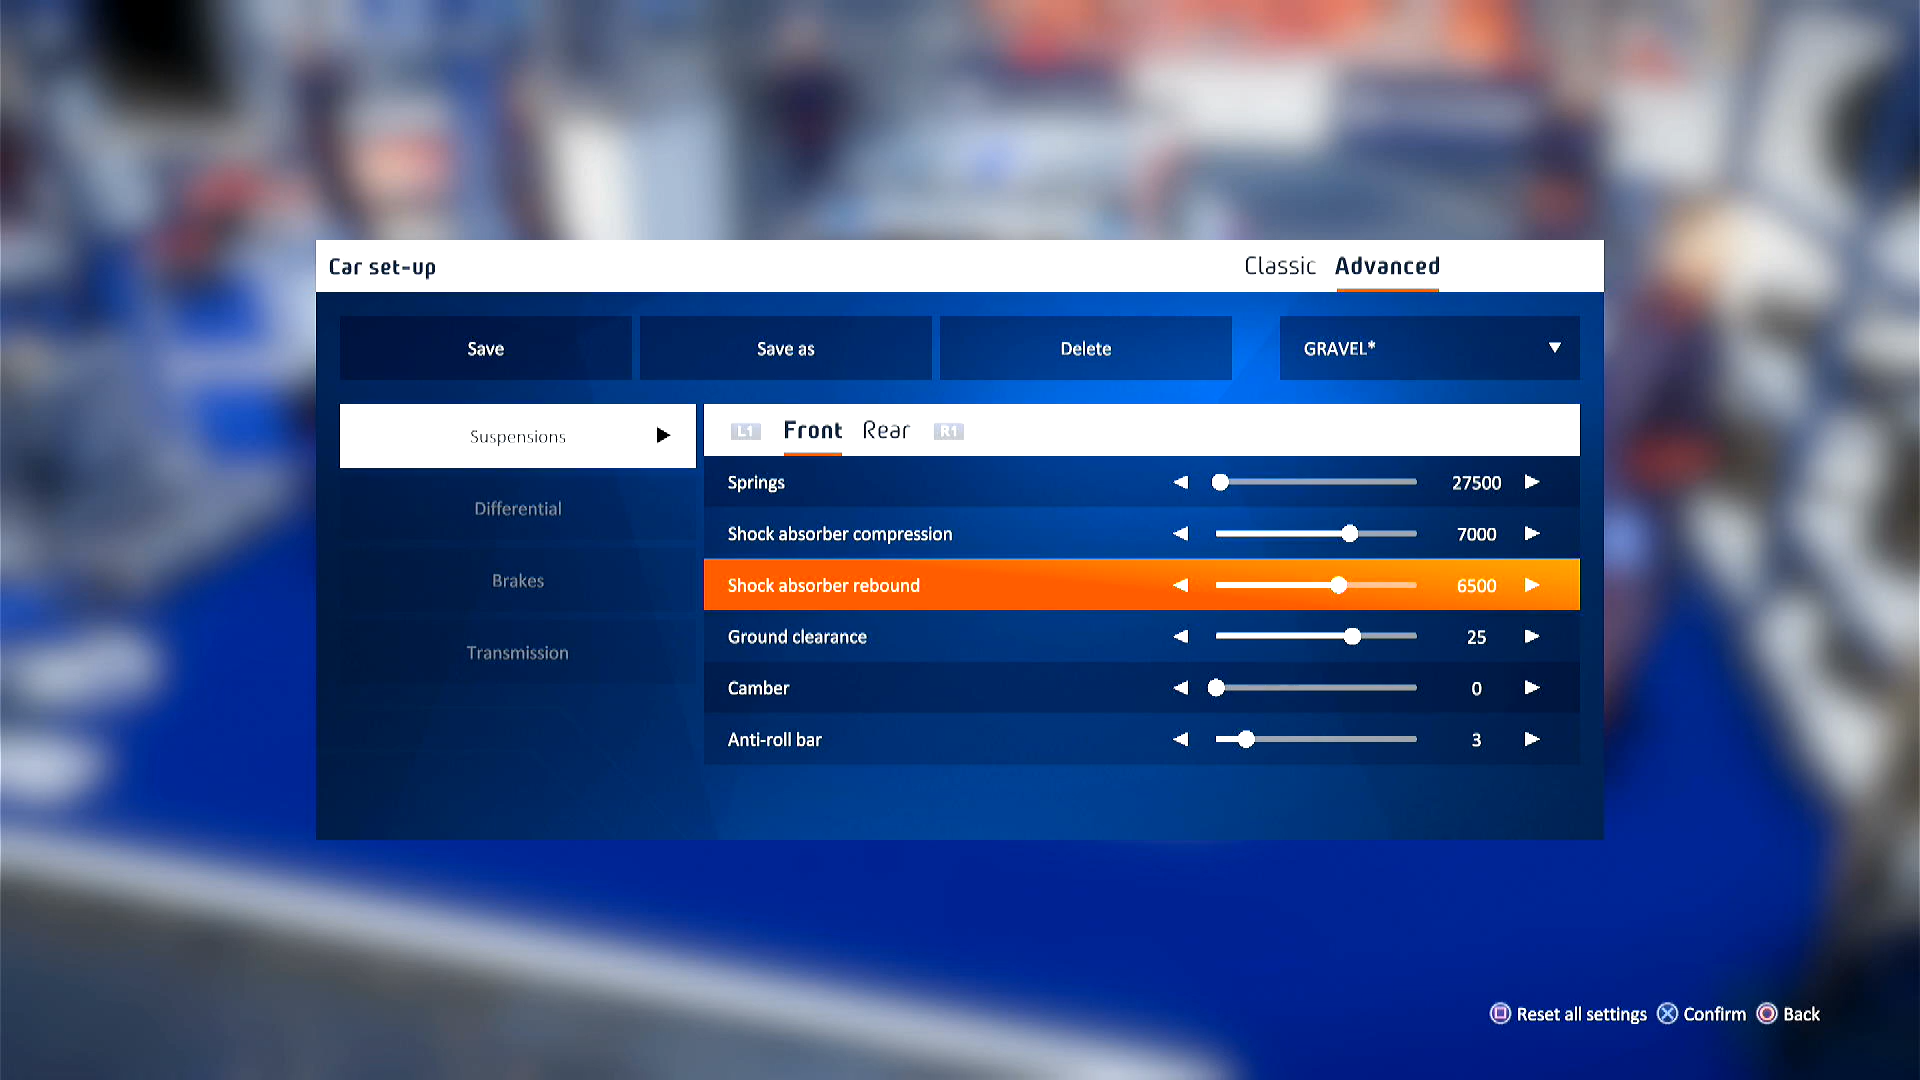 Car set-up Classic Advanced
Save Save as Delete GRAVEL*
Suspensions
Differential
Brakes
Transmission
L1 Front Rear R1
Springs 27500
Shock absorber compression 7000
Shock absorber rebound 6500
Ground clearance 25
Camber 0
Anti-roll bar 3
Reset all settings Confirm Back